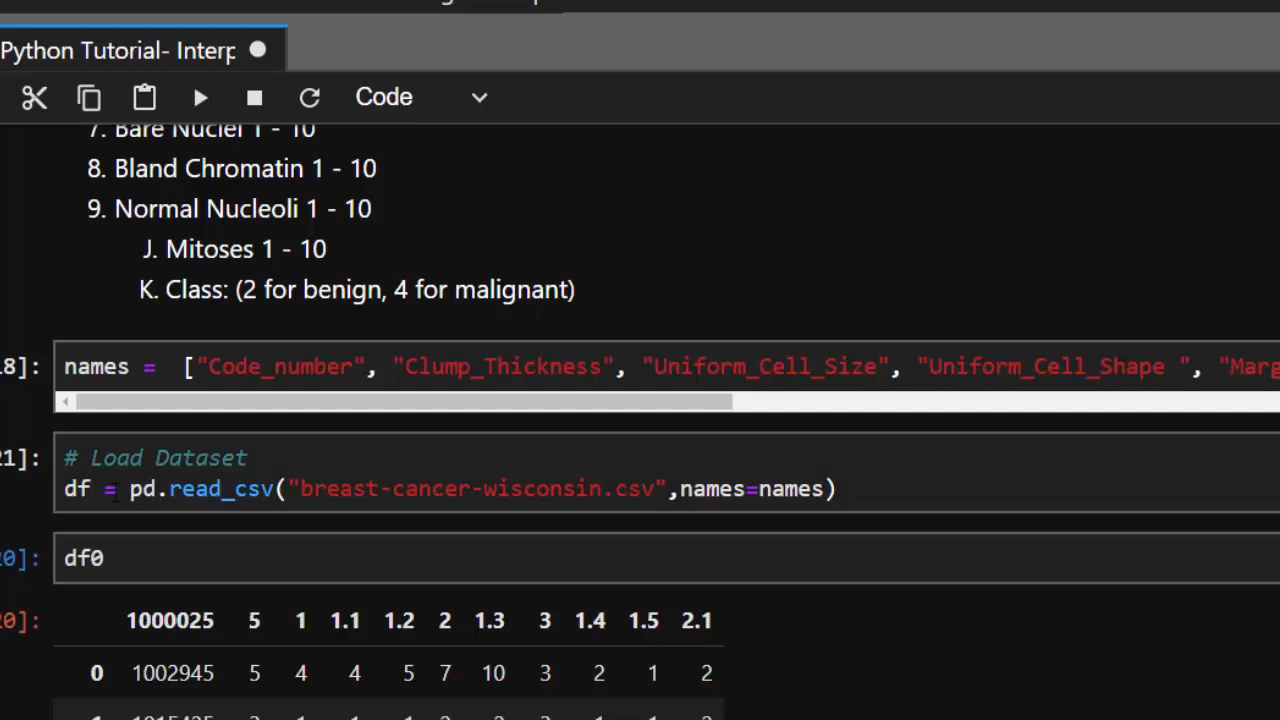 Python Tutorial- Interp
Code
7. Bare Nuclei 1 - 10
8. Bland Chromatin 1 - 10
9. Normal Nucleoli 1 - 10
J. Mitoses 1 - 10
K. Class: (2 for benign, 4 for malignant)
8]: names = ["Code_number", "Clump_Thickness", "Uniform_Cell_Size", "Uniform_Cell_Shape ", "Marg
21]: # Load Dataset
df = pd.read_csv("breast-cancer-wisconsin.csv",names=names)
20]: df0
20]: 1000025 5 1 1.1 1.2 2 1.3 3 1.4 1.5 2.1
0 1002945 5 4 4 5 7 10 3 2 1 2